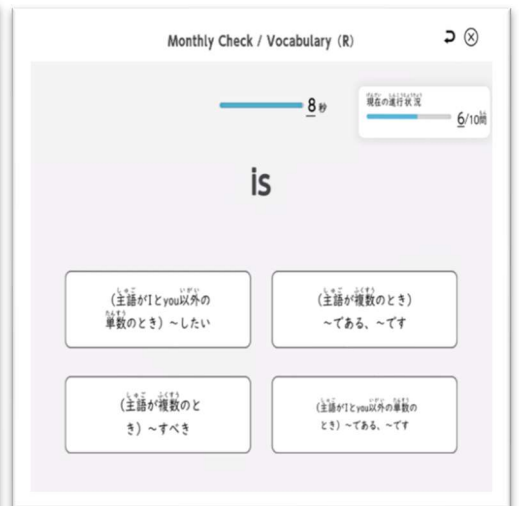 Monthly Check / Vocabulary (R)
8秒
現在の進行状況
6/10問
is
(主語がIとyou以外の
単数のとき) ～したい
(主語が複数のとき)
～である、～です
(主語が複数のと
き) ～すべき
(主語がIとyou以外の単数の
とき) ～である、～です